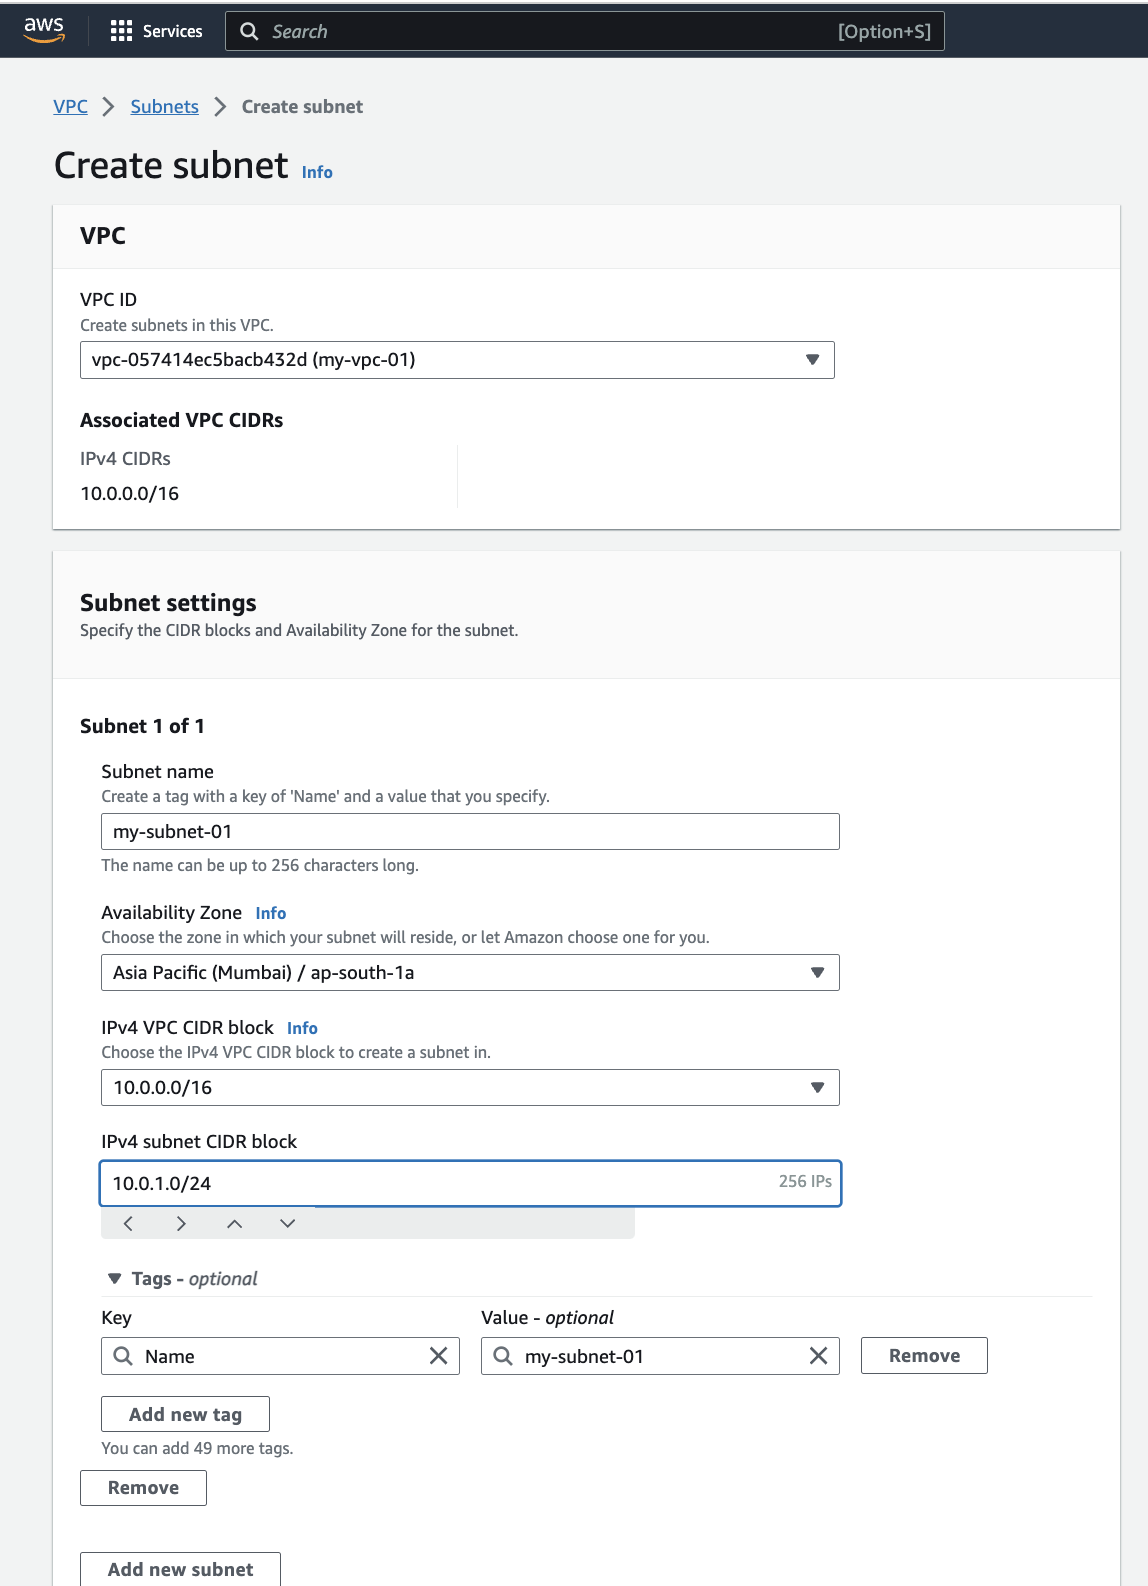 aws Services Search [Option+S]
VPC > Subnets > Create subnet
Create subnet Info
VPC
VPC ID
Create subnets in this VPC.
vpc-057414ec5bacb432d (my-vpc-01)
Associated VPC CIDRs
IPv4 CIDRs
10.0.0.0/16
Subnet settings
Specify the CIDR blocks and Availability Zone for the subnet.
Subnet 1 of 1
Subnet name
Create a tag with a key of 'Name' and a value that you specify.
my-subnet-01
The name can be up to 256 characters long.
Availability Zone Info
Choose the zone in which your subnet will reside, or let Amazon choose one for you.
Asia Pacific (Mumbai) / ap-south-1a
IPv4 VPC CIDR block Info
Choose the IPv4 VPC CIDR block to create a subnet in.
10.0.0.0/16
IPv4 subnet CIDR block
10.0.1.0/24 256 IPs
Tags - optional
Key Value - optional
Name my-subnet-01 Remove
Add new tag
You can add 49 more tags.
Remove
Add new subnet